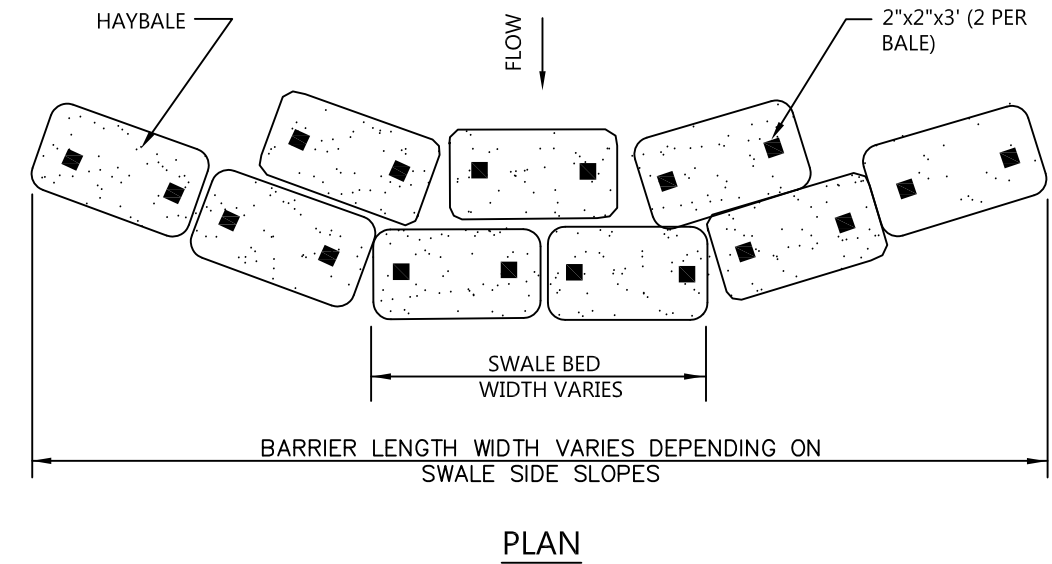 HAYBALE
FLOW
2"x2"x3' (2 PER
BALE)
SWALE BED
WIDTH VARIES
BARRIER LENGTH WIDTH VARIES DEPENDING ON
SWALE SIDE SLOPES
PLAN